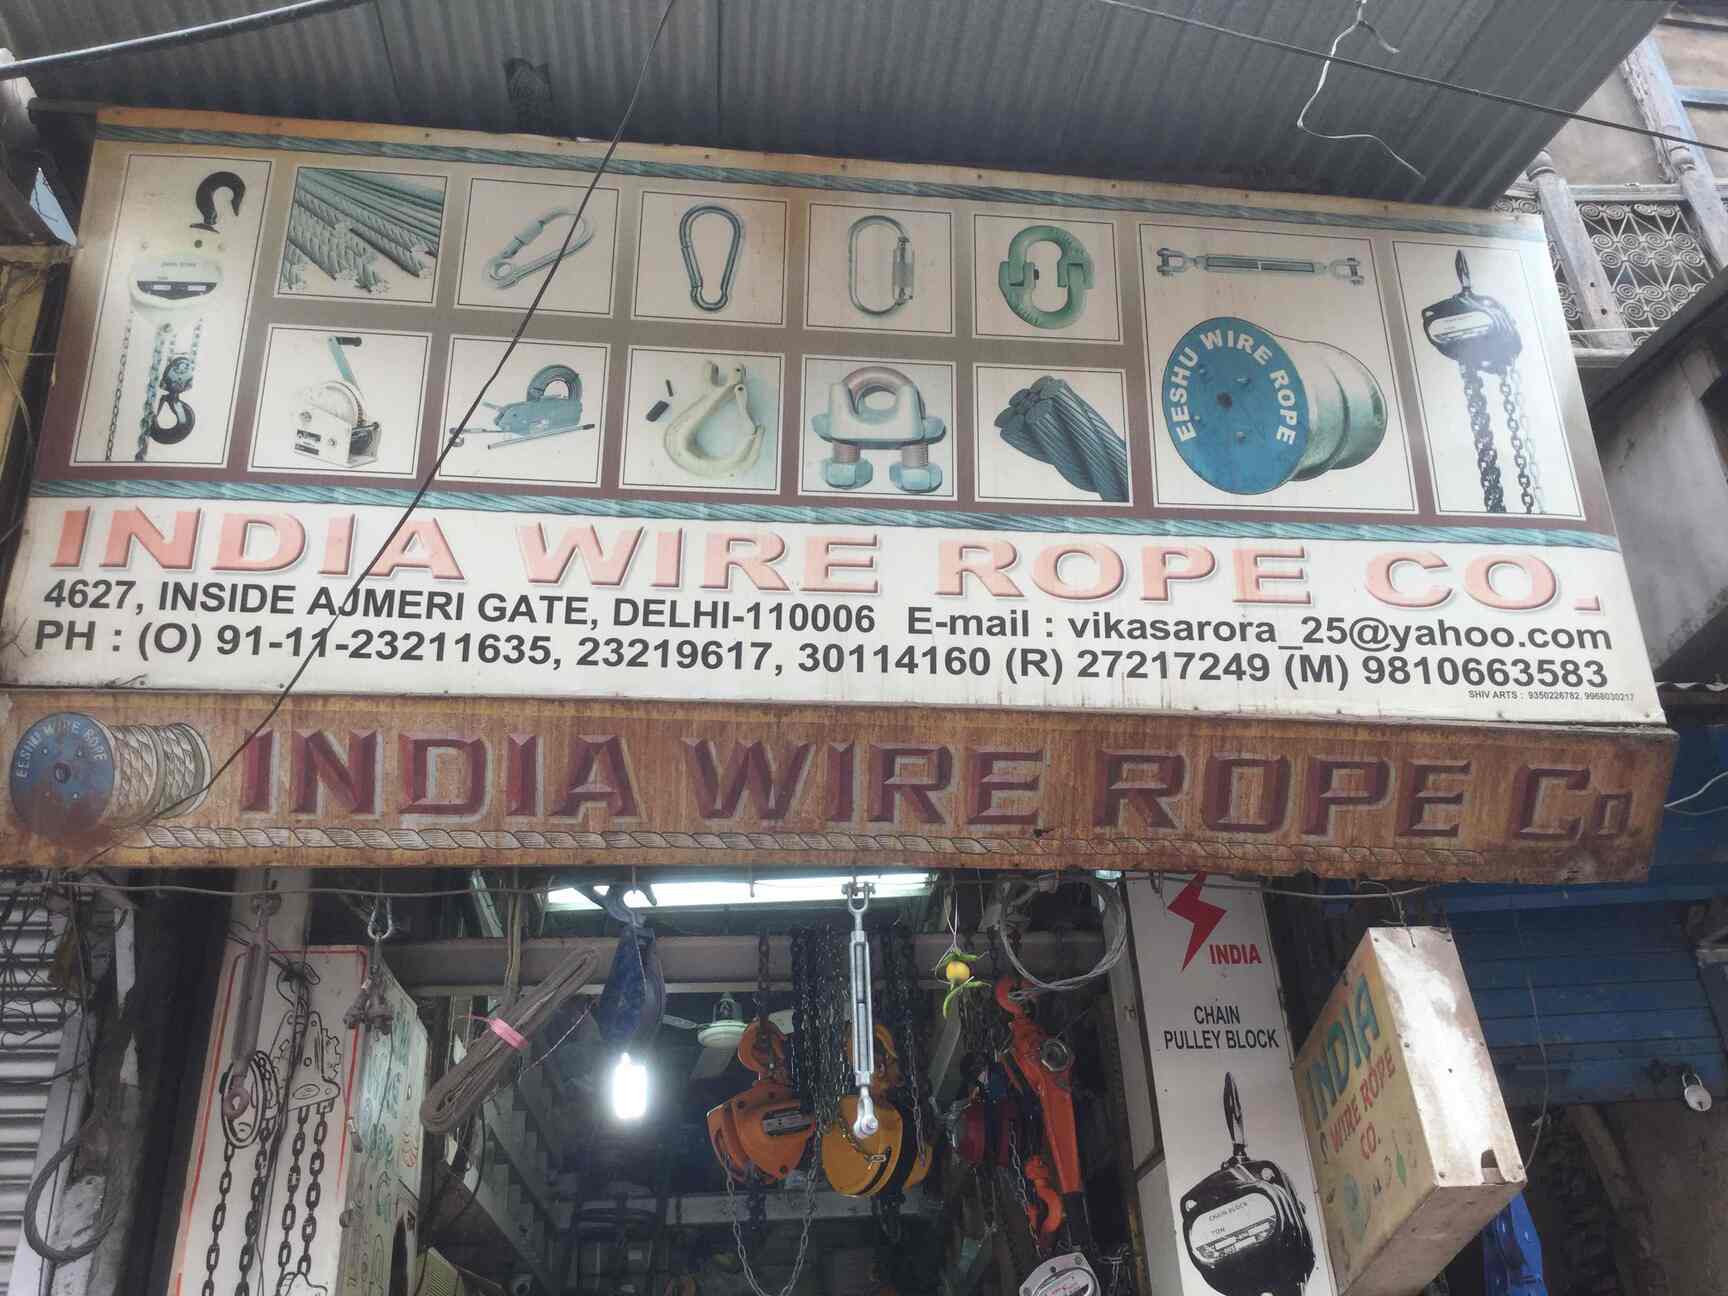 EESHU WIRE ROPE
INDIA WIRE ROPE CO.
4627, INSIDE AJMERI GATE, DELHI-110006 E-mail : vikasarora_25@yahoo.com
PH : (O) 91-11-23211635, 23219617, 30114160 (R) 27217249 (M) 9810663583
SHIV ARTS : 9350226782, 9968030217
EESHU WIRE ROPE
INDIA WIRE ROPE Co.
INDIA
CHAIN
PULLEY BLOCK
CHAIN BLOCK
TON
INDIA
WIRE ROPE
CO.